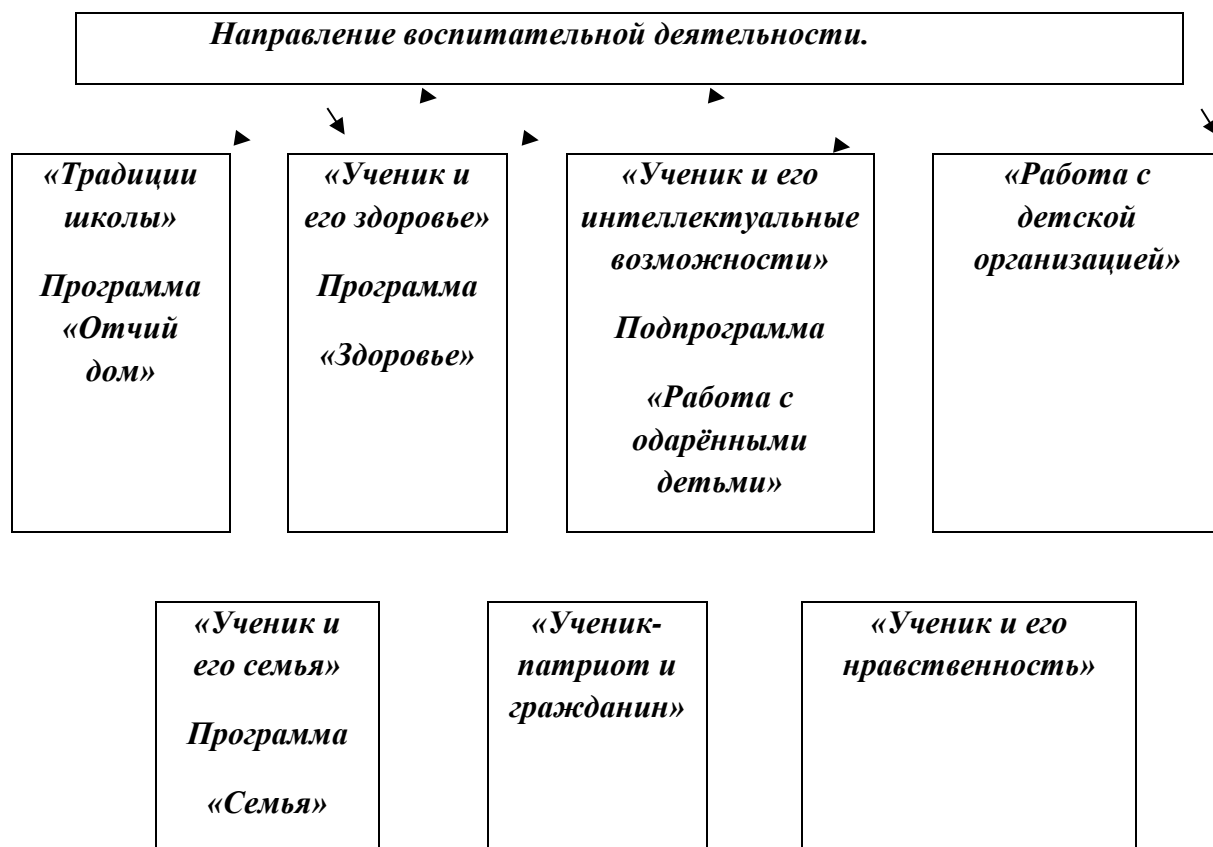 Направление воспитательной деятельности.
«Традиции
школы»
Программа
«Отчий
дом»
«Ученик и
его здоровье»
Программа
«Здоровье»
«Ученик и его
интеллектуальные
возможности»
Подпрограмма
«Работа с
одарёнными
детьми»
«Работа с
детской
организацией»
«Ученик и
его семья»
Программа
«Семья»
«Ученик-
патриот и
гражданин»
«Ученик и его
нравственность»